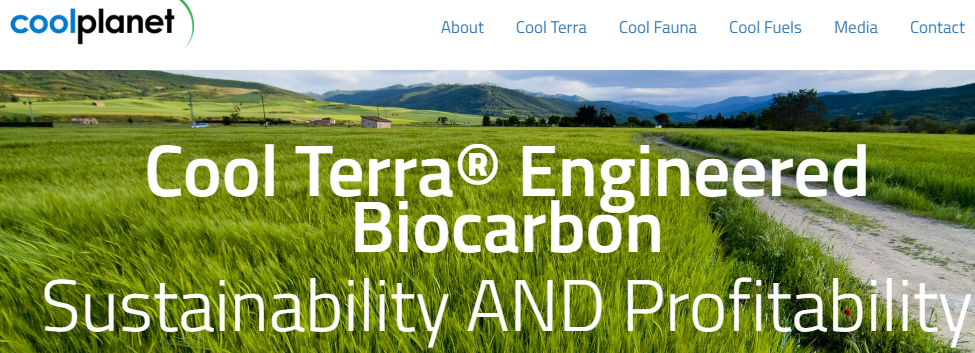 coolplanet
About Cool Terra Cool Fauna Cool Fuels Media Contact
Cool Terra® Engineered
Biocarbon
Sustainability AND Profitability